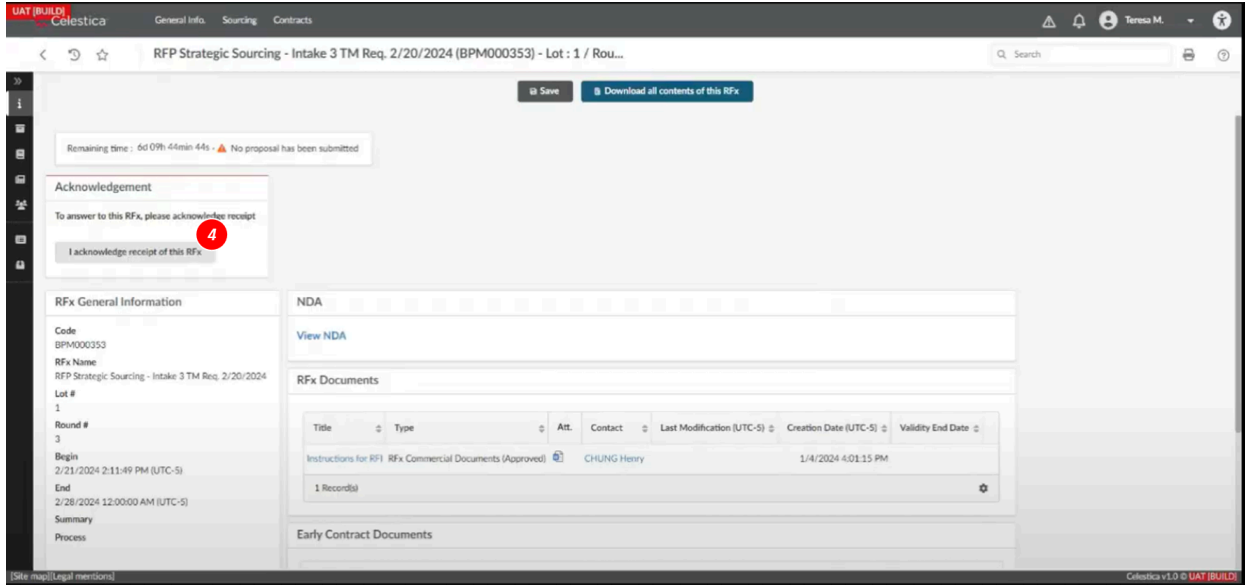 UAT [BUILD]
Celestica
General Info. Sourcing Contracts
Teresa M.
RFP Strategic Sourcing - Intake 3 TM Req. 2/20/2024 (BPM000353) - Lot : 1 / Rou...
Search
Save
Download all contents of this RFx
Remaining time : 6d 09h 44min 44s - No proposal has been submitted
Acknowledgement
To answer to this RFx, please acknowledge receipt
4
I acknowledge receipt of this RFx
RFx General Information
Code
BPM000353
RFx Name
RFP Strategic Sourcing - Intake 3 TM Req. 2/20/2024
Lot #
1
Round #
3
Begin
2/21/2024 2:11:49 PM (UTC-5)
End
2/28/2024 12:00:00 AM (UTC-5)
Summary
Process
NDA
View NDA
RFx Documents
Title Type Att. Contact Last Modification (UTC-5) Creation Date (UTC-5) Validity End Date
Instructions for RFI RFx Commercial Documents (Approved) CHUNG Henry 1/4/2024 4:01:15 PM
1 Record(s)
Early Contract Documents
[Site map][Legal mentions]
Celestica v1.0 © UAT [BUILD]